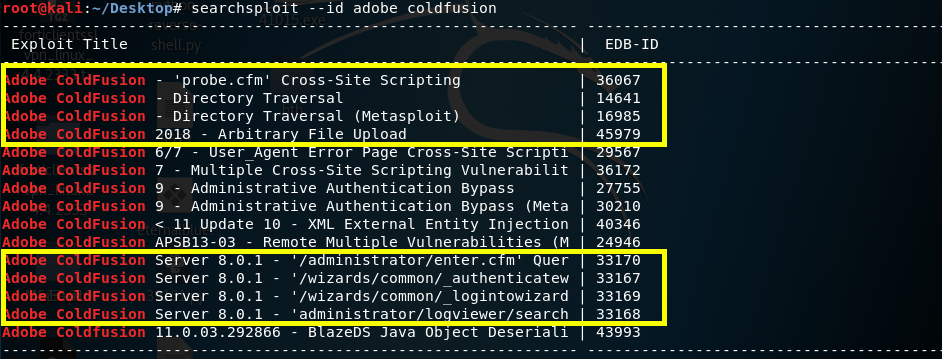 root@kali:~/Desktop# searchsploit --id adobe coldfusion
----------------------------------------------------------------------- ----------------------------------------
Exploit Title | EDB-ID
----------------------------------------------------------------------- ----------------------------------------
Adobe ColdFusion - 'probe.cfm' Cross-Site Scripting | 36067
Adobe ColdFusion - Directory Traversal | 14641
Adobe ColdFusion - Directory Traversal (Metasploit) | 16985
Adobe ColdFusion 2018 - Arbitrary File Upload | 45979
Adobe ColdFusion 6/7 - User_Agent Error Page Cross-Site Scripti | 29567
Adobe ColdFusion 7 - Multiple Cross-Site Scripting Vulnerabilit | 36172
Adobe ColdFusion 9 - Administrative Authentication Bypass | 27755
Adobe ColdFusion 9 - Administrative Authentication Bypass (Meta | 30210
Adobe ColdFusion < 11 Update 10 - XML External Entity Injection | 40346
Adobe ColdFusion APSB13-03 - Remote Multiple Vulnerabilities (M | 24946
Adobe ColdFusion Server 8.0.1 - '/administrator/enter.cfm' Quer | 33170
Adobe ColdFusion Server 8.0.1 - '/wizards/common/_authenticatew | 33167
Adobe ColdFusion Server 8.0.1 - '/wizards/common/_logintowizard | 33169
Adobe ColdFusion Server 8.0.1 - 'administrator/logviewer/search | 33168
Adobe ColdFusion 11.0.03.292866 - BlazeDS Java Object Deseriali | 43993
----------------------------------------------------------------------- ----------------------------------------